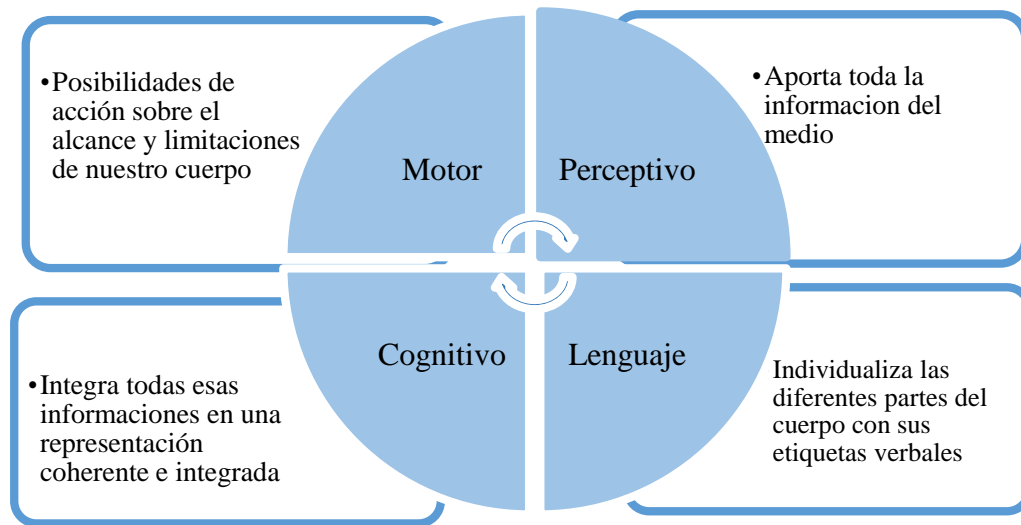 •Posibilidades de
acción sobre el
alcance y limitaciones
de nuestro cuerpo
Motor
Perceptivo
•Aporta toda la
informacion del
medio
•Integra todas esas
informaciones en una
representación
coherente e integrada
Cognitivo
Lenguaje
Individualiza las
diferentes partes del
cuerpo con sus
etiquetas verbales